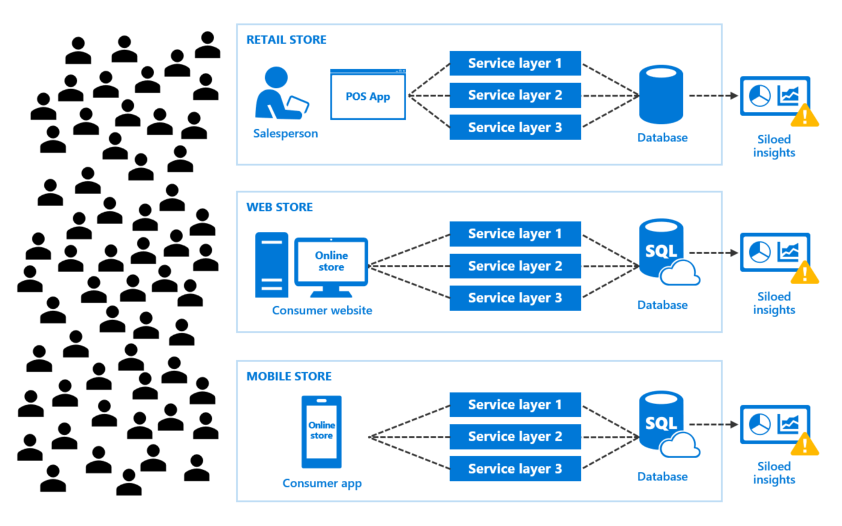 RETAIL STORE
POS App
Salesperson
Service layer 1
Service layer 2
Service layer 3
Database
Siloed
insights
WEB STORE
Online
store
Consumer website
Service layer 1
Service layer 2
Service layer 3
SQL
Database
Siloed
insights
MOBILE STORE
Online
store
Consumer app
Service layer 1
Service layer 2
Service layer 3
SQL
Database
Siloed
insights